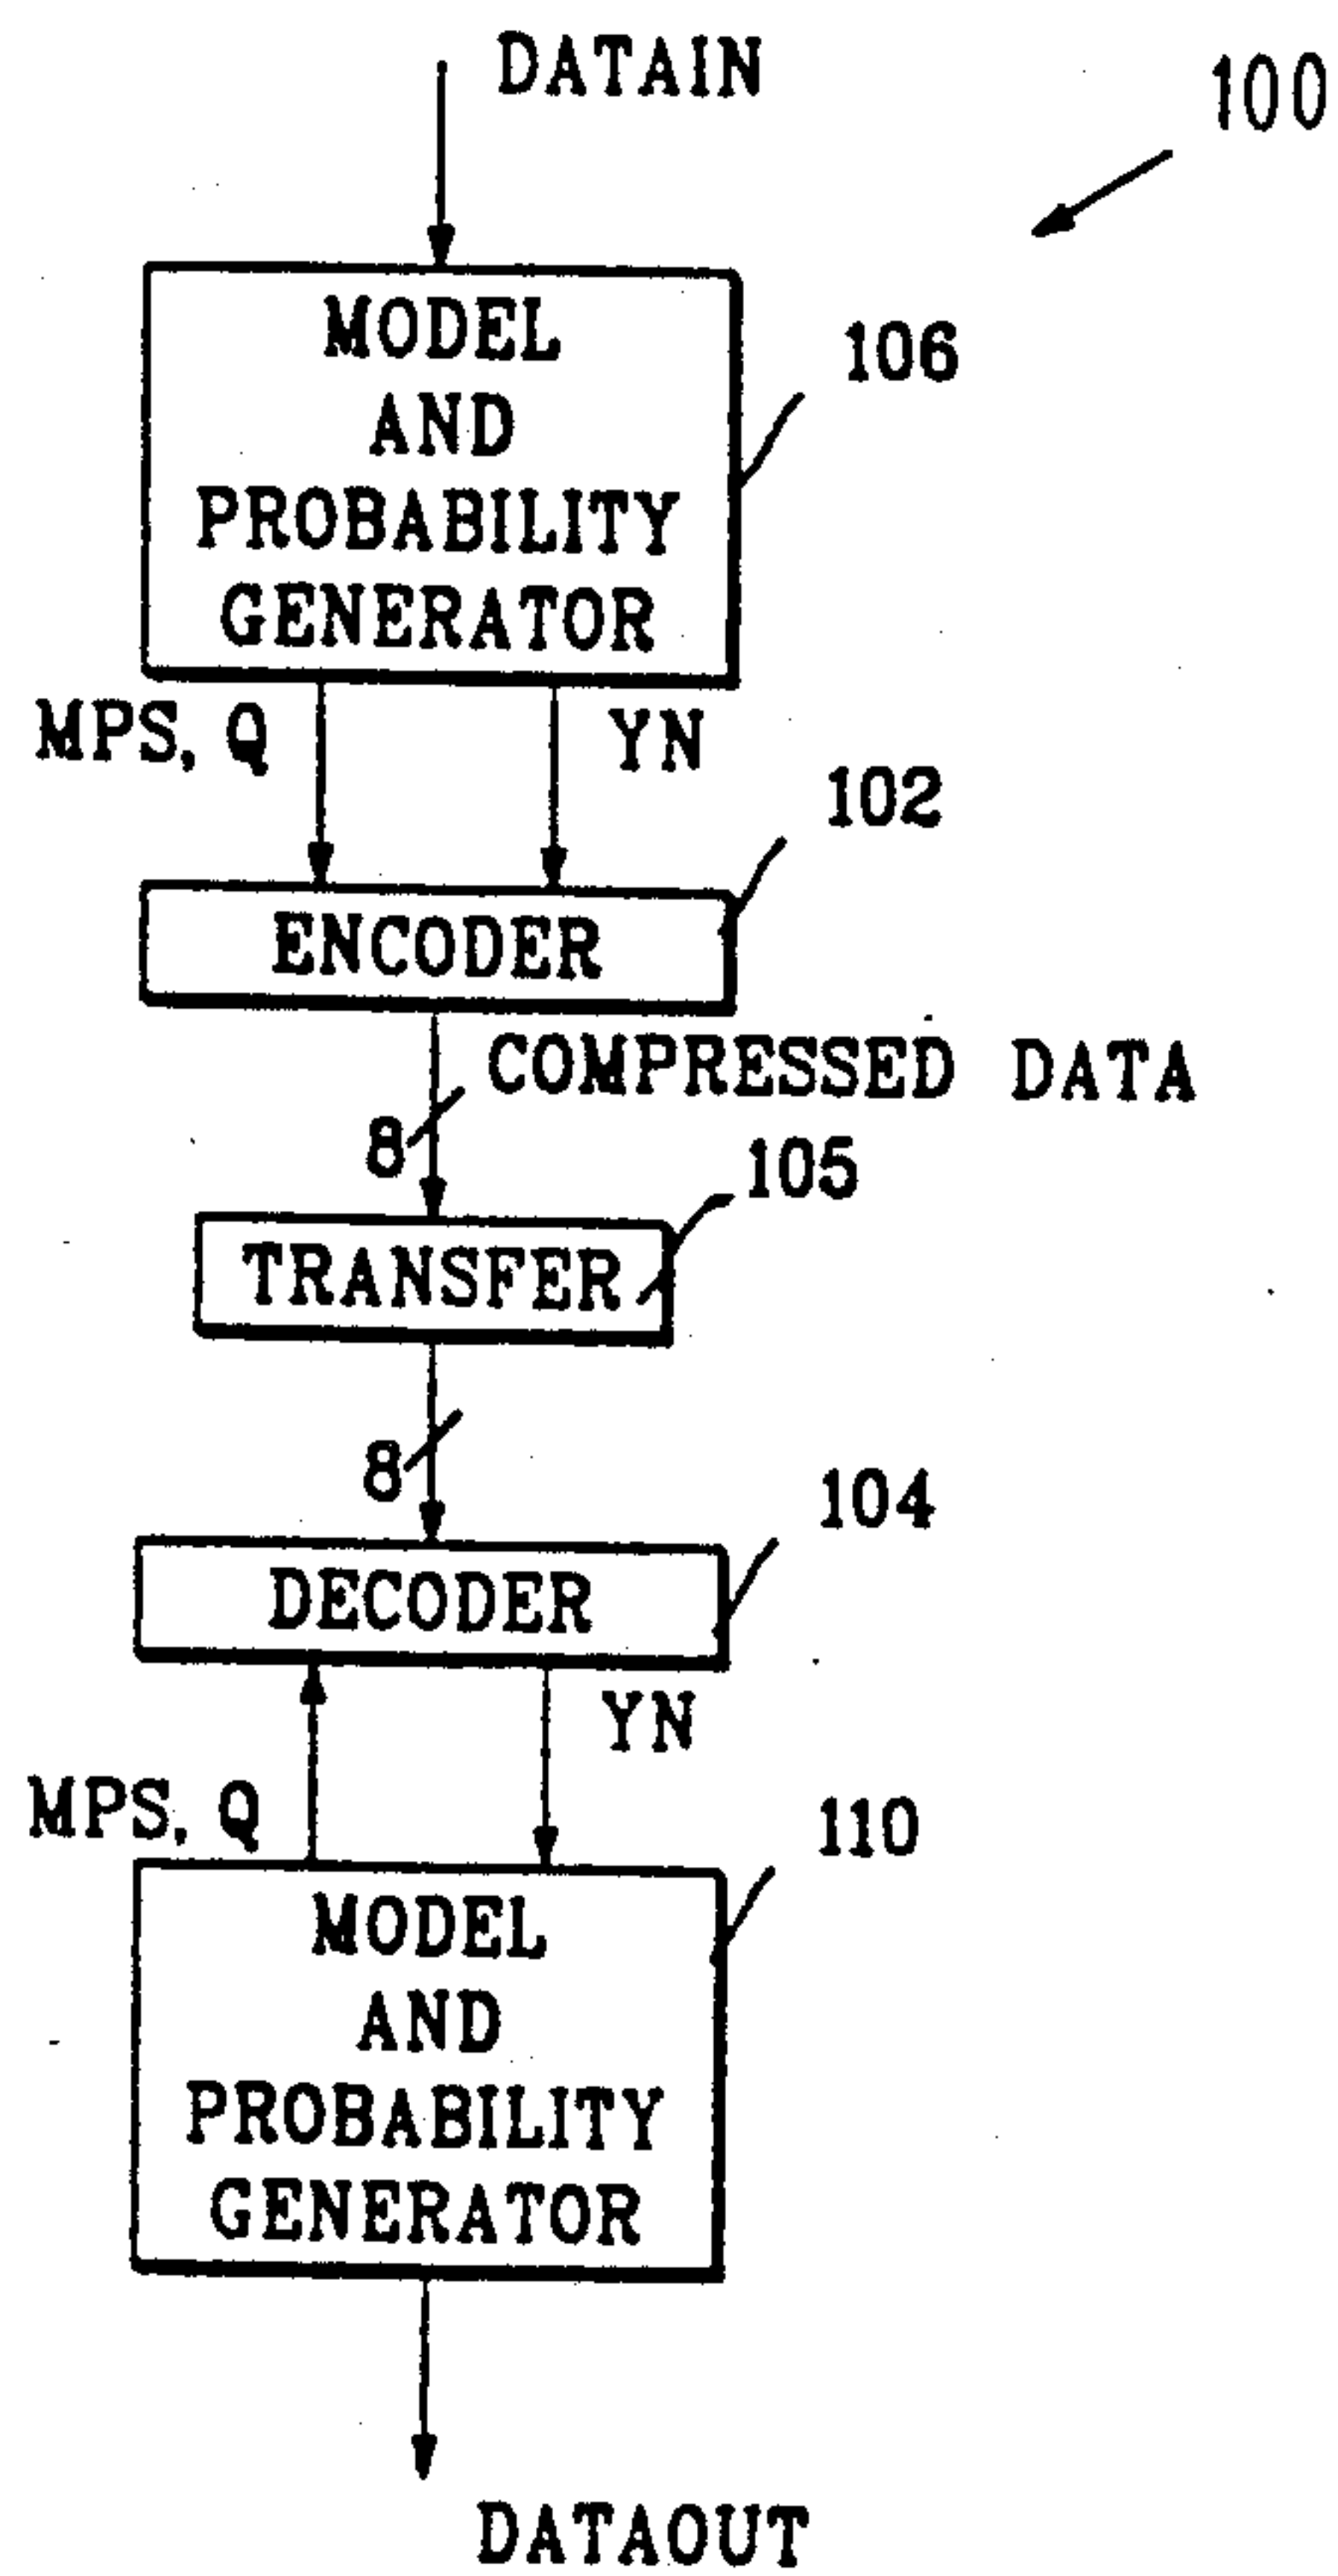 DATAIN
100
MODEL
AND
PROBABILITY
GENERATOR
106
MPS, Q
YN
102
ENCODER
COMPRESSED DATA
8
105
TRANSFER
8
104
DECODER
YN
MPS, Q
110
MODEL
AND
PROBABILITY
GENERATOR
DATAOUT